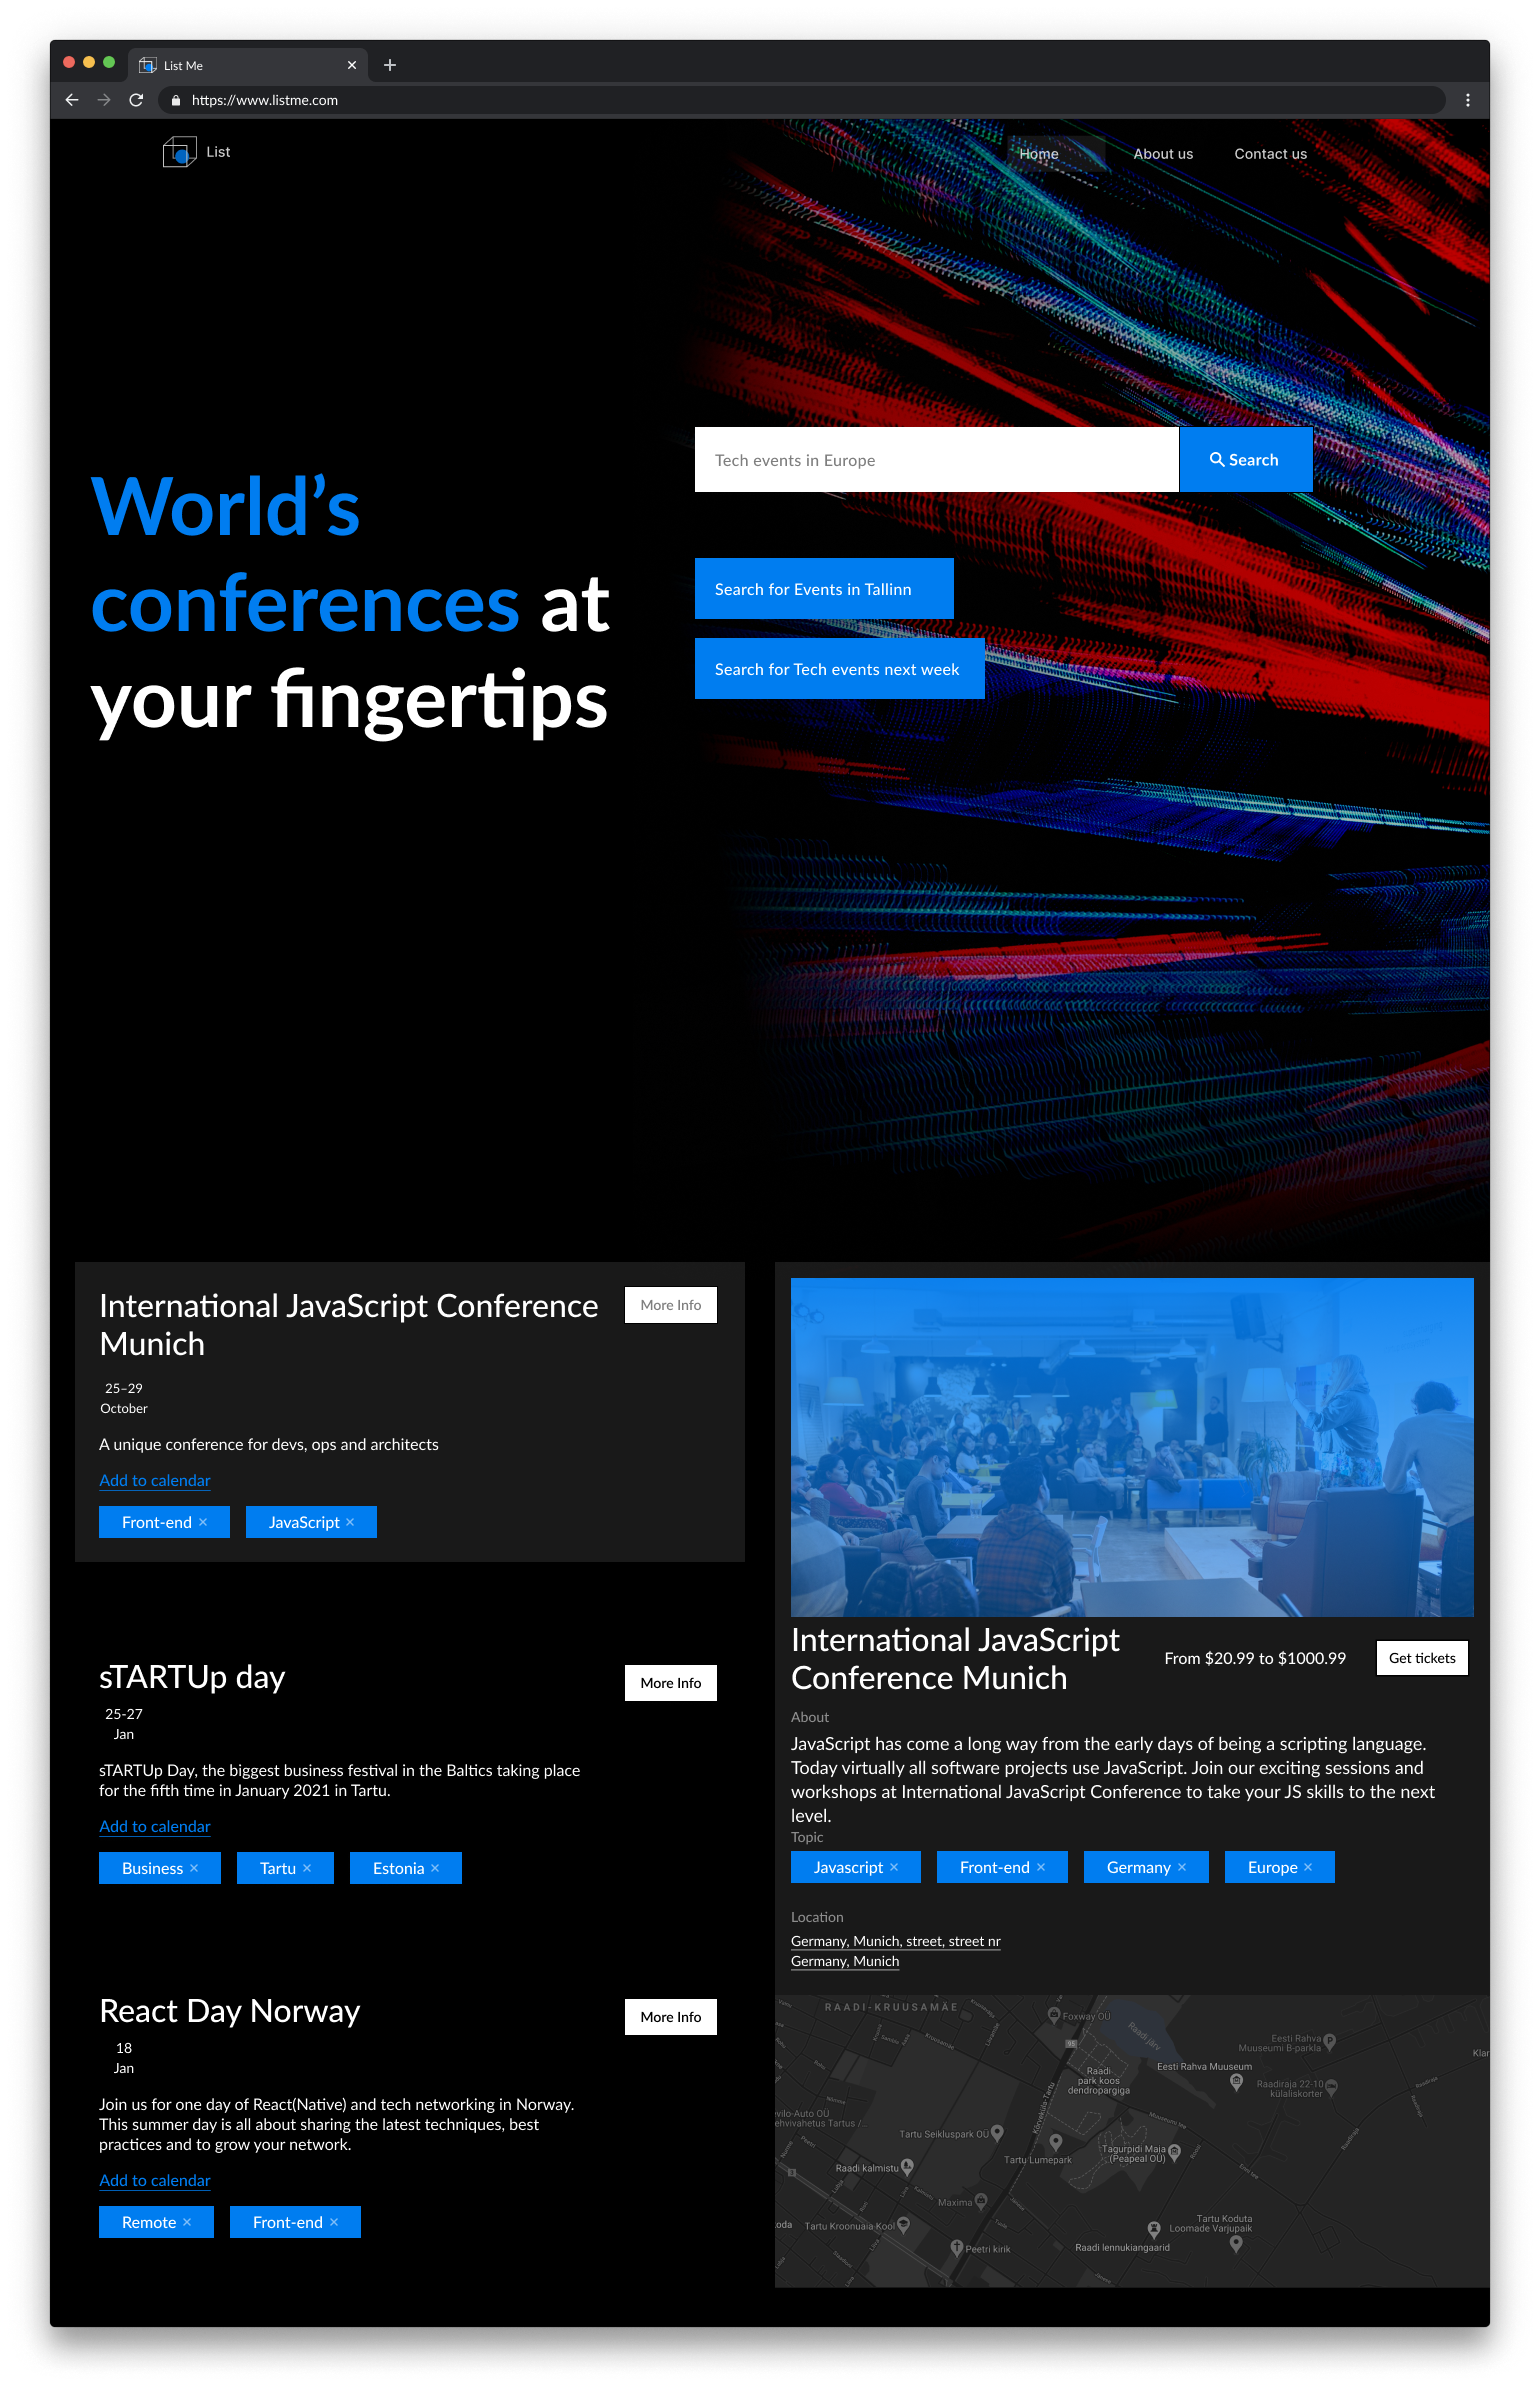 List Me
https://www.listme.com
List
Home
About us
Contact us
Tech events in Europe
Search
World’s
conferences at
your fingertips
Search for Events in Tallinn
Search for Tech events next week
International JavaScript Conference
Munich
More Info
25–29
October
A unique conference for devs, ops and architects
Add to calendar
Front-end ×
JavaScript ×
sTARTUp day
More Info
25-27
Jan
sTARTUp Day, the biggest business festival in the Baltics taking place
for the fifth time in January 2021 in Tartu.
Add to calendar
Business ×
Tartu ×
Estonia ×
React Day Norway
More Info
18
Jan
Join us for one day of React(Native) and tech networking in Norway.
This summer day is all about sharing the latest techniques, best
practices and to grow your network.
Add to calendar
Remote ×
Front-end ×
International JavaScript
Conference Munich
From $20.99 to $1000.99
Get tickets
About
JavaScript has come a long way from the early days of being a scripting language.
Today virtually all software projects use JavaScript. Join our exciting sessions and
workshops at International JavaScript Conference to take your JS skills to the next
level.
Topic
Javascript ×
Front-end ×
Germany ×
Europe ×
Location
Germany, Munich, street, street nr
Germany, Munich
RAADI-KRUUSAMÄE
Foxway OÜ
Raadi järv
95
Eesti Rahva
Muuseumi B-parkla
Raadi
park koos
dendropargiga
Eesti Rahva Muuseum
Raadiraja 22-10
külaliskorter
Tartu Seikluspark OÜ
Tartu Lumepark
Tagurpidi Maja
(Peapeal OÜ)
Raadi kalmistu
Maxima
Tartu Kroonuaia Kool
Peetri kirik
Raadi lennukiangaarid
Tartu Koduta
Loomade Varjupaik